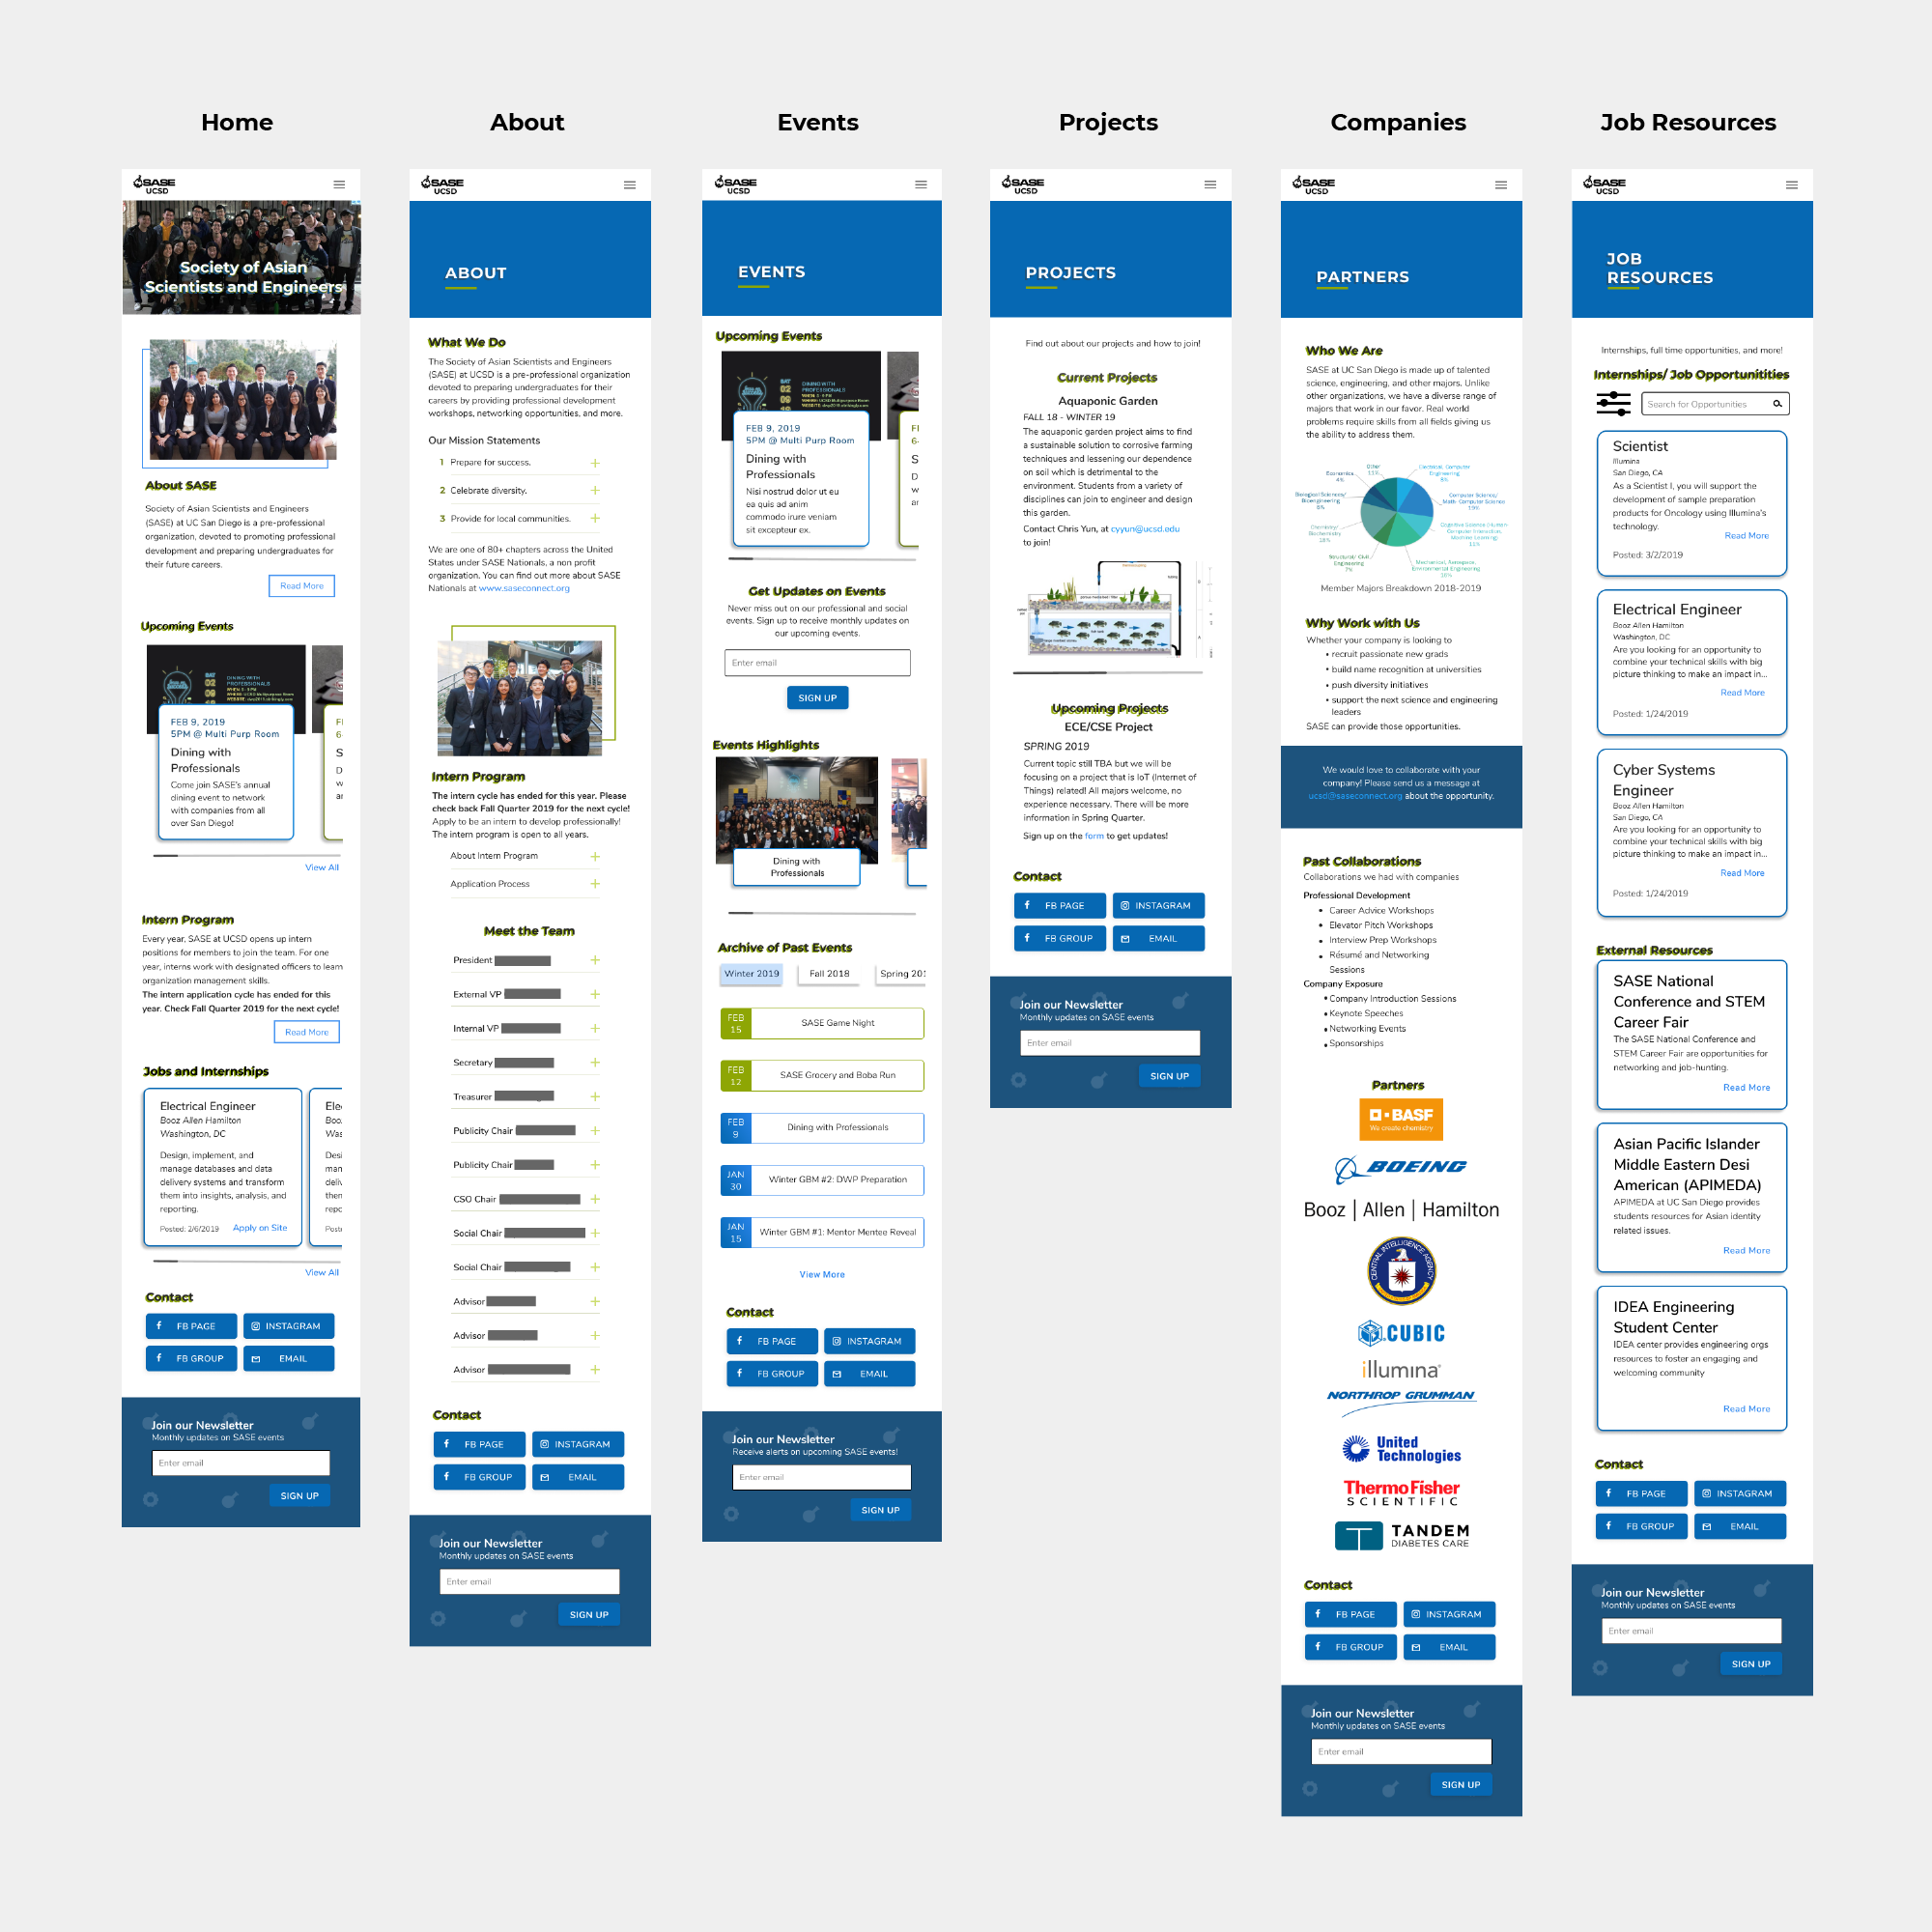 Home
About
Events
Projects
Companies
Job Resources
SASE
UCSD
Society of Asian
Scientists and Engineers
About SASE
Society of Asian Scientists and Engineers
(SASE) at UC San Diego is a pre-professional
organization, devoted to promoting professional
development and preparing undergraduates for
their future careers.
Read More
Upcoming Events
SAT
02
09
DINING WITH
PROFESSIONALS
FEB 9, 2019
5PM @ Multi Purp Room
Dining with
Professionals
Come join SASE's annual
dining event to network
with companies from all
over San Diego!
View All
Intern Program
Every year, SASE at UCSD opens up intern
positions for members to join the team. For one
year, interns work with designated officers to learn
organization management skills.
The intern application cycle has ended for this
year. Check Fall Quarter 2019 for the next cycle!
Read More
Jobs and Internships
Electrical Engineer
Booz Allen Hamilton
Washington, DC
Design, implement, and
manage databases and data
delivery systems and transform
them into insights, analysis, and
reporting.
Posted: 2/6/2019 Apply on Site
View All
Contact
FB PAGE
INSTAGRAM
FB GROUP
EMAIL
Join our Newsletter
Monthly updates on SASE events
Enter email
SIGN UP
SASE
UCSD
ABOUT
What We Do
The Society of Asian Scientists and Engineers
(SASE) at UCSD is a pre-professional organization
devoted to preparing undergraduates for their
careers by providing professional development
workshops, networking opportunities, and more.
Our Mission Statements
1 Prepare for success. +
2 Celebrate diversity. +
3 Provide for local communities. +
We are one of 80+ chapters across the United
States under SASE Nationals, a non profit
organization. You can find out more about SASE
Nationals at www.saseconnect.org
Intern Program
The intern cycle has ended for this year. Please
check back Fall Quarter 2019 for the next cycle!
Apply to be an intern to develop professionally!
The intern program is open to all years.
About Intern Program +
Application Process +
Meet the Team
President +
External VP +
Internal VP +
Secretary +
Treasurer +
Publicity Chair +
Publicity Chair +
CSO Chair +
Social Chair +
Social Chair +
Advisor +
Advisor +
Advisor +
Contact
FB PAGE
INSTAGRAM
FB GROUP
EMAIL
Join our Newsletter
Monthly updates on SASE events
Enter email
SIGN UP
SASE
UCSD
EVENTS
Upcoming Events
SAT
02
09
DINING WITH
PROFESSIONALS
FEB 9, 2019
5PM @ Multi Purp Room
Dining with
Professionals
Nisi nostrud dolor ut eu
ea quis ad anim
commodo irure veniam
sit excepteur ex.
Get Updates on Events
Never miss out on our professional and social
events. Sign up to receive monthly updates on
our upcoming events.
Enter email
SIGN UP
Events Highlights
Dining with
Professionals
Archive of Past Events
Winter 2019
Fall 2018
Spring 201
FEB
15
SASE Game Night
FEB
12
SASE Grocery and Boba Run
FEB
9
Dining with Professionals
JAN
30
Winter GBM #2: DWP Preparation
JAN
15
Winter GBM #1: Mentor Mentee Reveal
View More
Contact
FB PAGE
INSTAGRAM
FB GROUP
EMAIL
Join our Newsletter
Receive alerts on upcoming SASE events!
Enter email
SIGN UP
SASE
UCSD
PROJECTS
Find out about our projects and how to join!
Current Projects
Aquaponic Garden
FALL 18 - WINTER 19
The aquaponic garden project aims to find
a sustainable solution to corrosive farming
techniques and lessening our dependence
on soil which is detrimental to the
environment. Students from a variety of
disciplines can join to engineer and design
this garden.
Contact Chris Yun, at cyyun@ucsd.edu
to join!
Upcoming Projects
ECE/CSE Project
SPRING 2019
Current topic still TBA but we will be
focusing on a project that is IoT (Internet of
Things) related! All majors welcome, no
experience necessary. There will be more
information in Spring Quarter.
Sign up on the form to get updates!
Contact
FB PAGE
INSTAGRAM
FB GROUP
EMAIL
Join our Newsletter
Monthly updates on SASE events
Enter email
SIGN UP
SASE
UCSD
PARTNERS
Who We Are
SASE at UC San Diego is made up of talented
science, engineering, and other majors. Unlike
other organizations, we have a diverse range of
majors that work in our favor. Real world
problems require skills from all fields giving us
the ability to address them.
Other
11%
Economics
4%
Biological Sciences/
Bioengineering
Chemistry/
Biochemistry
Structural/ Civil
Engineering
7%
Electrical, Computer
Engineering
Computer Science/
Math-Computer Science
19%
Mechanical, Aerospace,
Environmental Engineering
Member Majors Breakdown 2018-2019
Why Work with Us
Whether your company is looking to
• recruit passionate new grads
• build name recognition at universities
• push diversity initiatives
• support the next science and engineering
leaders
SASE can provide those opportunities.
We would love to collaborate with your
company! Please send us a message at
ucsd@saseconnect.org about the opportunity.
Past Collaborations
Collaborations we had with companies
Professional Development
• Career Advice Workshops
• Elevator Pitch Workshops
• Interview Prep Workshops
• Résumé and Networking
Sessions
Company Exposure
• Company Introduction Sessions
• Keynote Speeches
• Networking Events
• Sponsorships
Partners
BASF
We create chemistry
BOEING
Booz | Allen | Hamilton
CENTRAL INTELLIGENCE AGENCY
CUBIC
illumina
NORTHROP GRUMMAN
United
Technologies
ThermoFisher
SCIENTIFIC
TANDEM
DIABETES CARE
Contact
FB PAGE
INSTAGRAM
FB GROUP
EMAIL
Join our Newsletter
Monthly updates on SASE events
Enter email
SIGN UP
SASE
UCSD
JOB
RESOURCES
Internships, full time opportunities, and more!
Internships/ Job Opportunitities
Search for Opportunities
Scientist
Illumina
San Diego, CA
As a Scientist I, you will support the
development of sample preparation
products for Oncology using Illumina's
technology.
Read More
Posted: 3/2/2019
Electrical Engineer
Booz Allen Hamilton
Washington, DC
Are you looking for an opportunity to
combine your technical skills with big
picture thinking to make an impact in...
Read More
Posted: 1/24/2019
Cyber Systems
Engineer
Booz Allen Hamilton
San Diego, CA
Are you looking for an opportunity to
combine your technical skills with big
picture thinking to make an impact in...
Read More
Posted: 1/24/2019
External Resources
SASE National
Conference and STEM
Career Fair
The SASE National Conference and
STEM Career Fair are opportunities for
networking and job-hunting.
Read More
Asian Pacific Islander
Middle Eastern Desi
American (APIMEDA)
APIMEDA at UC San Diego provides
students resources for Asian identity
related issues.
Read More
IDEA Engineering
Student Center
IDEA center provides engineering orgs
resources to foster an engaging and
welcoming community
Read More
Contact
FB PAGE
INSTAGRAM
FB GROUP
EMAIL
Join our Newsletter
Monthly updates on SASE events
Enter email
SIGN UP